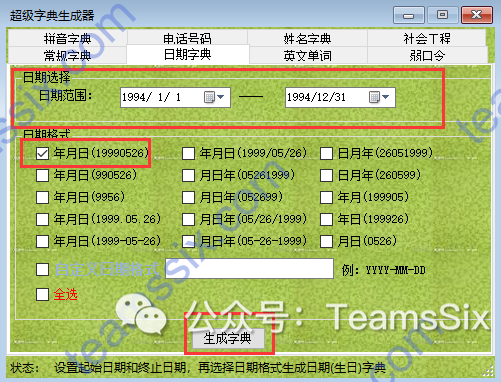 超级字典生成器
拼音字典 电话号码 姓名字典 社会工程
常规字典 日期字典 英文单词 弱口令
日期选择
日期范围: 1994/ 1/ 1 —— 1994/12/31
日期格式
年月日(19990526) 年月日(1999/05/26) 日月年(26051999)
年月日(990526) 月日年(05261999) 日月年(260599)
年月日(9956) 月日年(052699) 年月(199905)
年月日(1999.05.26) 月日年(05/26/1999) 年日(199926)
年月日(1999-05-26) 月日年(05-26-1999) 月日(0526)
自定义日期格式 例: YYYY-MM-DD
全选
公众号: TeamsSix
生成字典
状态: 设置起始日期和终止日期，再选择日期格式生成日期(生日)字典
teamssix.com